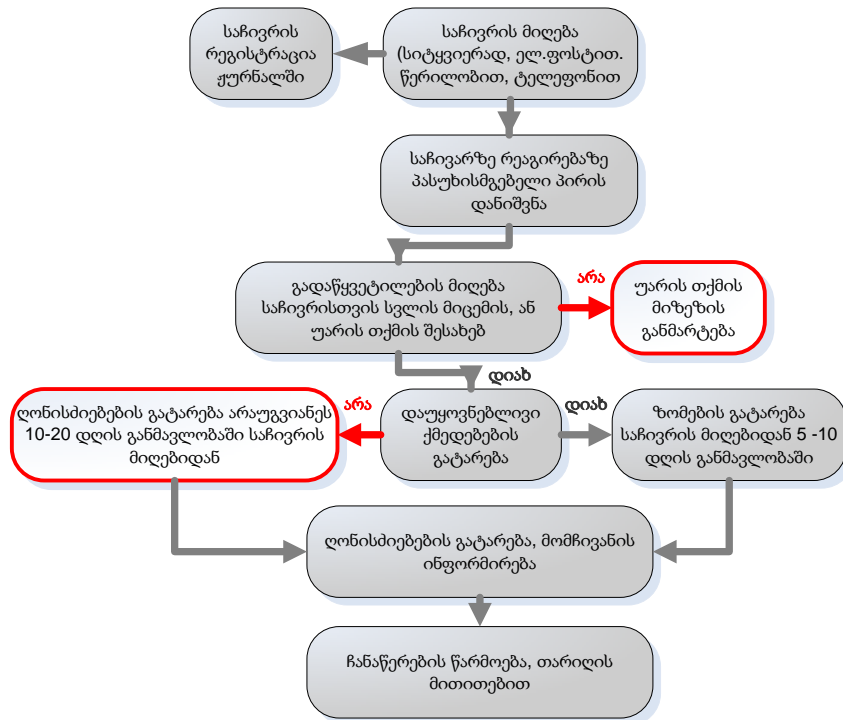 საჩივრის
რეგისტრაცია
ჟურნალში
საჩივრის მიღება
(სიტყვიერად, ელ.ფოსტით.
წერილობით, ტელეფონით
საჩივარზე რეაგირებაზე
პასუხისმგებელი პირის
დანიშვნა
გადაწყვეტილების მიღება
საჩივრისთვის სვლის მიცემის, ან
უარის თქმის შესახებ
არა
უარის თქმის
მიზეზის
განმარტება
დიახ
ღონისძიებების გატარება არაუგვიანეს
10-20 დღის განმავლობაში საჩივრის
მიღებიდან
არა
დაუყოვნებლივი
ქმედებების
გატარება
დიახ
ზომების გატარება
საჩივრის მიღებიდან 5 -10
დღის განმავლობაში
ღონისძიებების გატარება, მომჩივანის
ინფორმირება
ჩანაწერების წარმოება, თარიღის
მითითებით